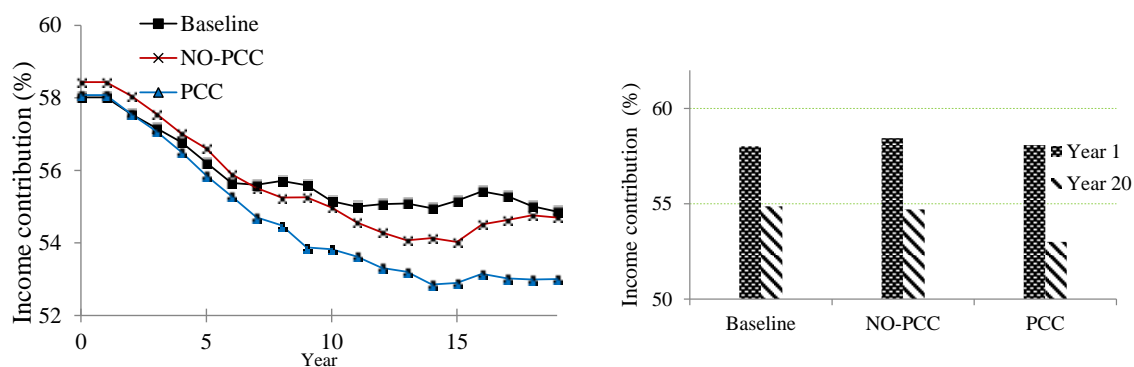 Income contribution (%)
60
58
56
54
52
Baseline
NO-PCC
PCC
0
5
10
15
Year
Income contribution (%)
60
55
50
Year 1
Year 20
Baseline
NO-PCC
PCC